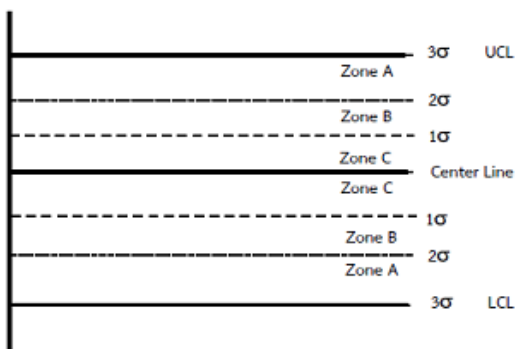 3σ UCL
Zone A
2σ
Zone B
1σ
Zone C
Center Line
Zone C
1σ
Zone B
2σ
Zone A
3σ LCL